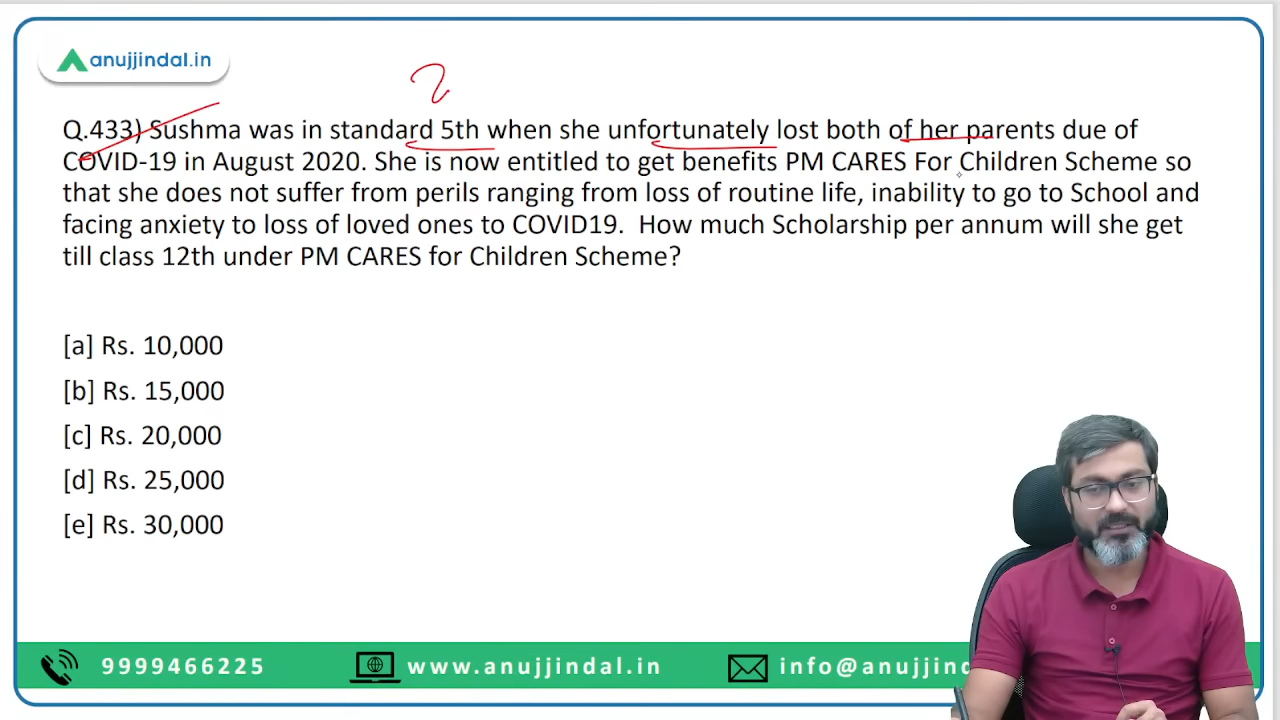 anujjindal.in
2
Q.433) Sushma was in standard 5th when she unfortunately lost both of her parents due of
COVID-19 in August 2020. She is now entitled to get benefits PM CARES For Children Scheme so
that she does not suffer from perils ranging from loss of routine life, inability to go to School and
facing anxiety to loss of loved ones to COVID19. How much Scholarship per annum will she get
till class 12th under PM CARES for Children Scheme?
[a] Rs. 10,000
[b] Rs. 15,000
[c] Rs. 20,000
[d] Rs. 25,000
[e] Rs. 30,000
9999466225 www.anujjindal.in info@anujjind